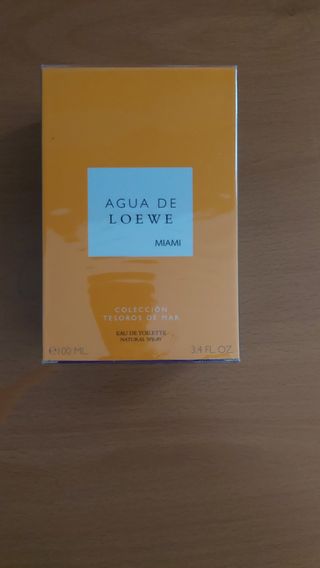 AGUA DE
LOEWE
MIAMI
COLECCIÓN
TESOROS DE MAR
EAU DE TOILETTE
NATURAL SPRAY
℮100 ML. 3.4 FL. OZ.